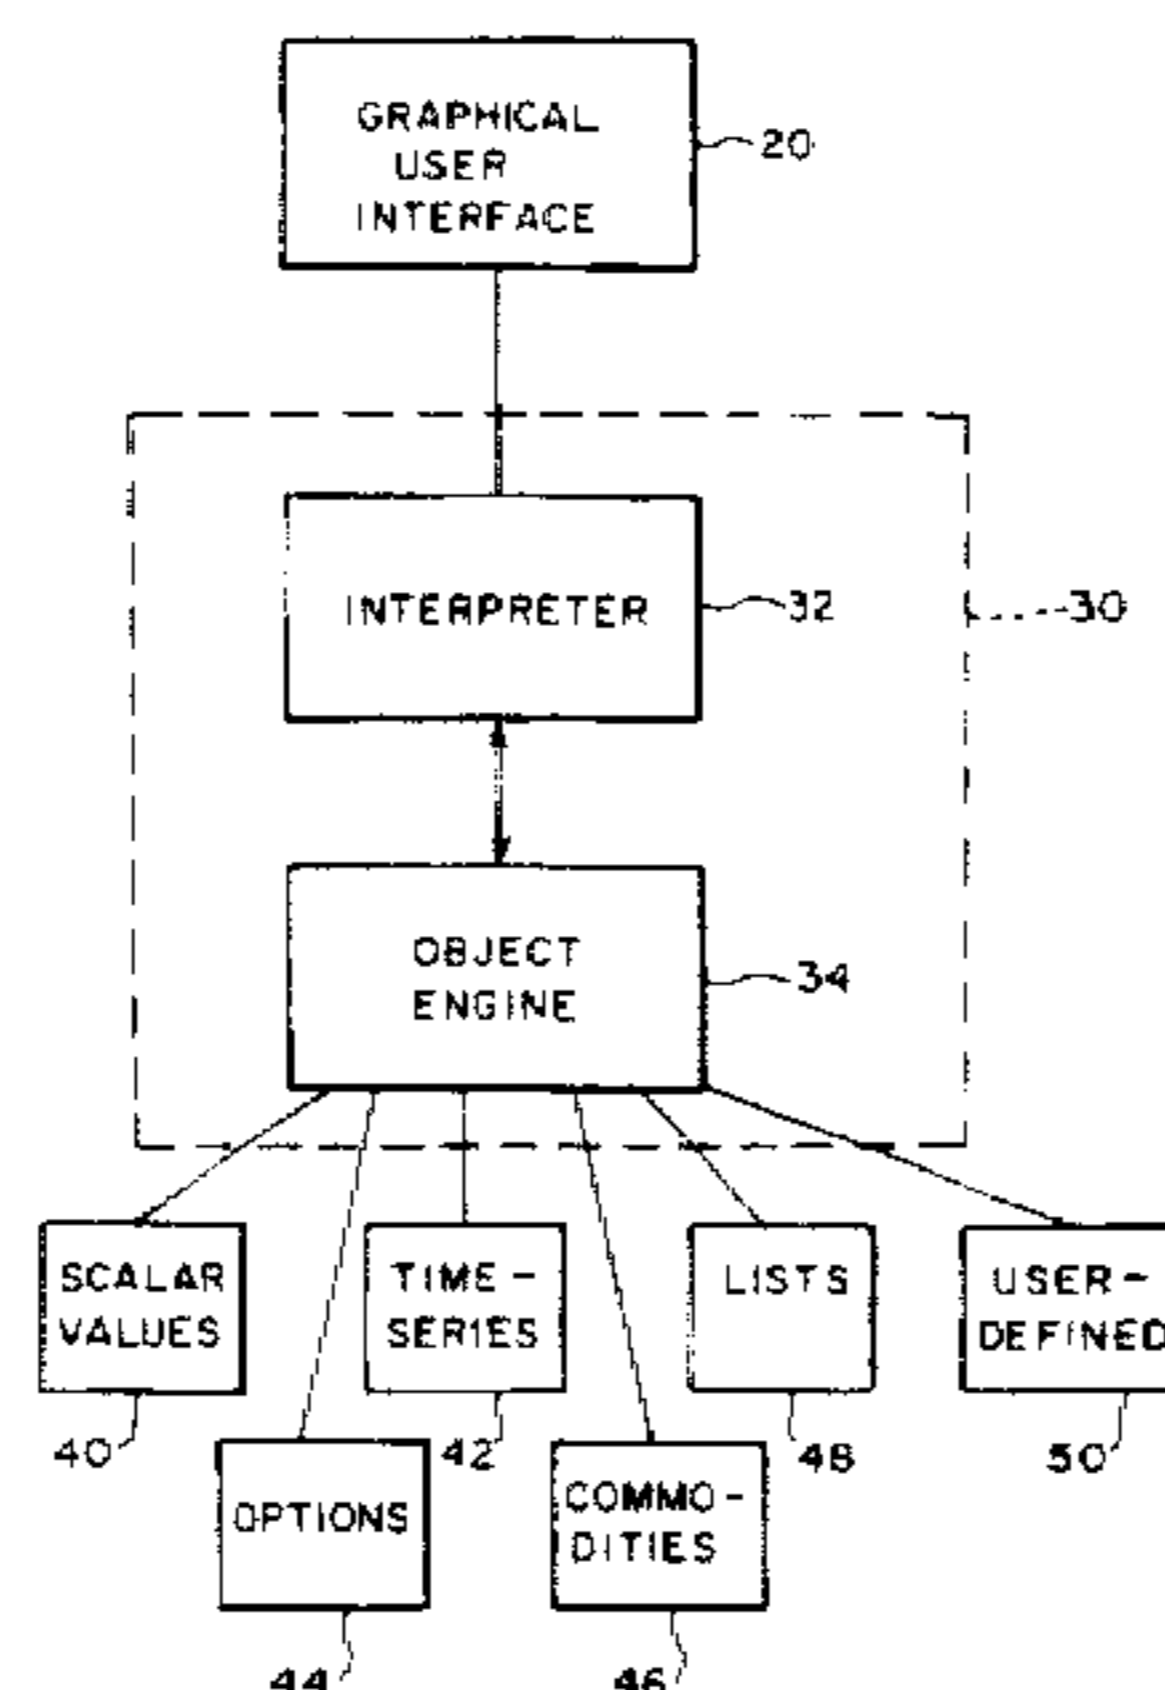 GRAPHICAL
USER
INTERFACE
20
INTERPRETER
32
30
OBJECT
ENGINE
34
SCALAR
VALUES
40
TIME-
SERIES
42
LISTS
48
USER-
DEFINED
50
OPTIONS
44
COMMO-
DITIES
46